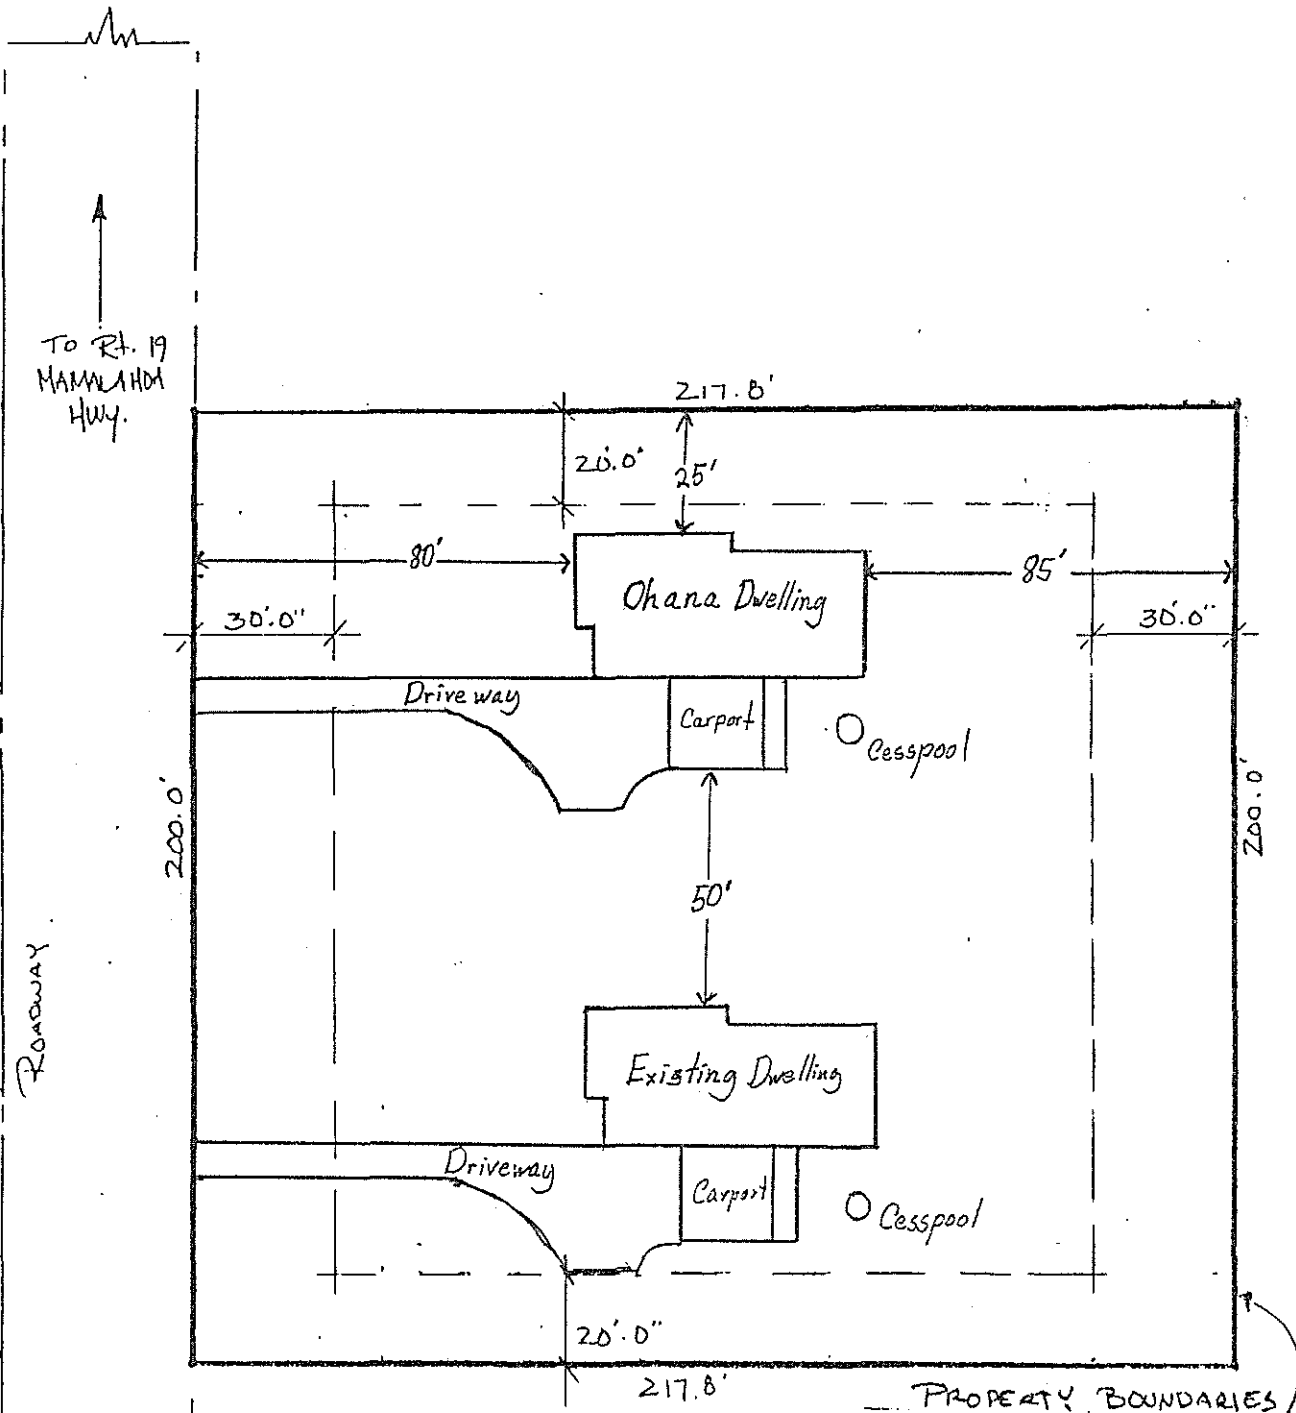 TO Rt. 19
MAMALAHOA
HWY.
217.8'
20'.0"
25'
80'
Ohana Dwelling
85'
30'.0"
30'.0"
Driveway
Carport
Cesspool
200.0'
200.0'
50'
ROADWAY
Existing Dwelling
Driveway
Carport
Cesspool
20'.0"
217.8'
PROPERTY BOUNDARIES